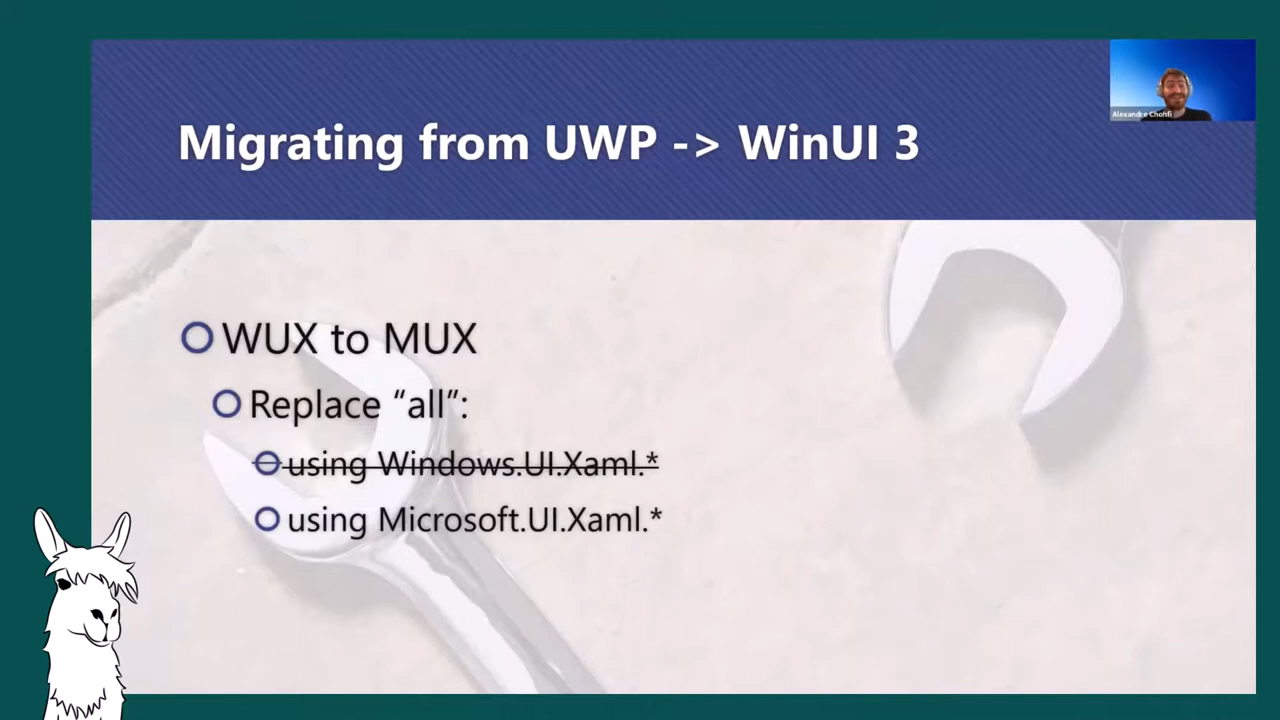 Migrating from UWP -> WinUI 3
Alexandre Chohfi
WUX to MUX
Replace “all”:
using Windows.UI.Xaml.*
using Microsoft.UI.Xaml.*